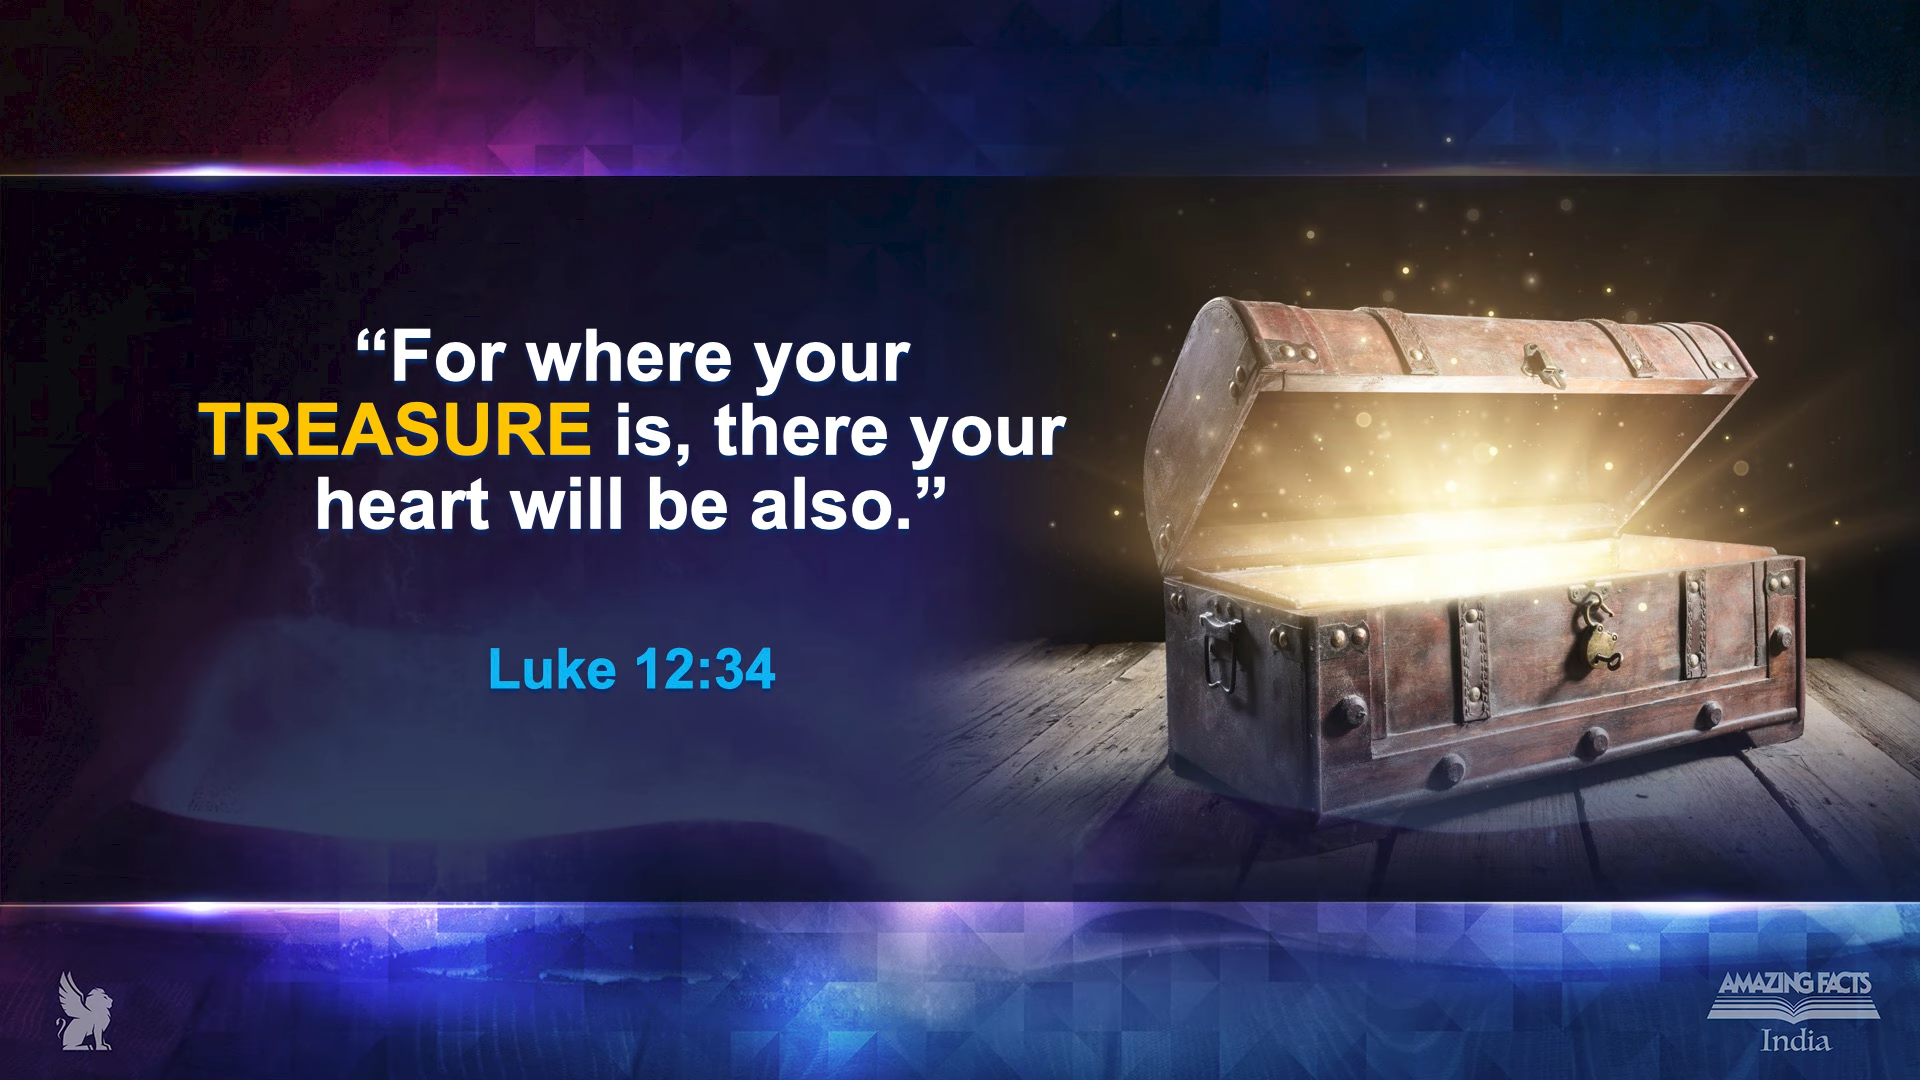 “For where your
TREASURE is, there your
heart will be also.”
Luke 12:34
AMAZING FACTS
India